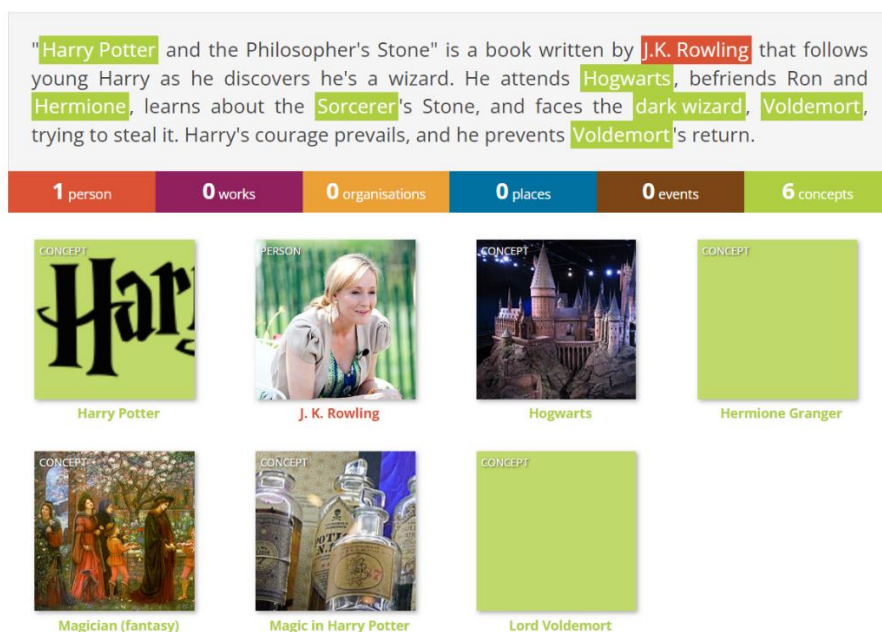 "Harry Potter and the Philosopher's Stone" is a book written by J.K. Rowling that follows
young Harry as he discovers he's a wizard. He attends Hogwarts, befriends Ron and
Hermione, learns about the Sorcerer's Stone, and faces the dark wizard, Voldemort,
trying to steal it. Harry's courage prevails, and he prevents Voldemort's return.
1 person 0 works 0 organisations 0 places 0 events 6 concepts
CONCEPT PERSON CONCEPT CONCEPT
Harry Potter J. K. Rowling Hogwarts Hermione Granger
CONCEPT CONCEPT CONCEPT
Magician (fantasy) Magic in Harry Potter Lord Voldemort